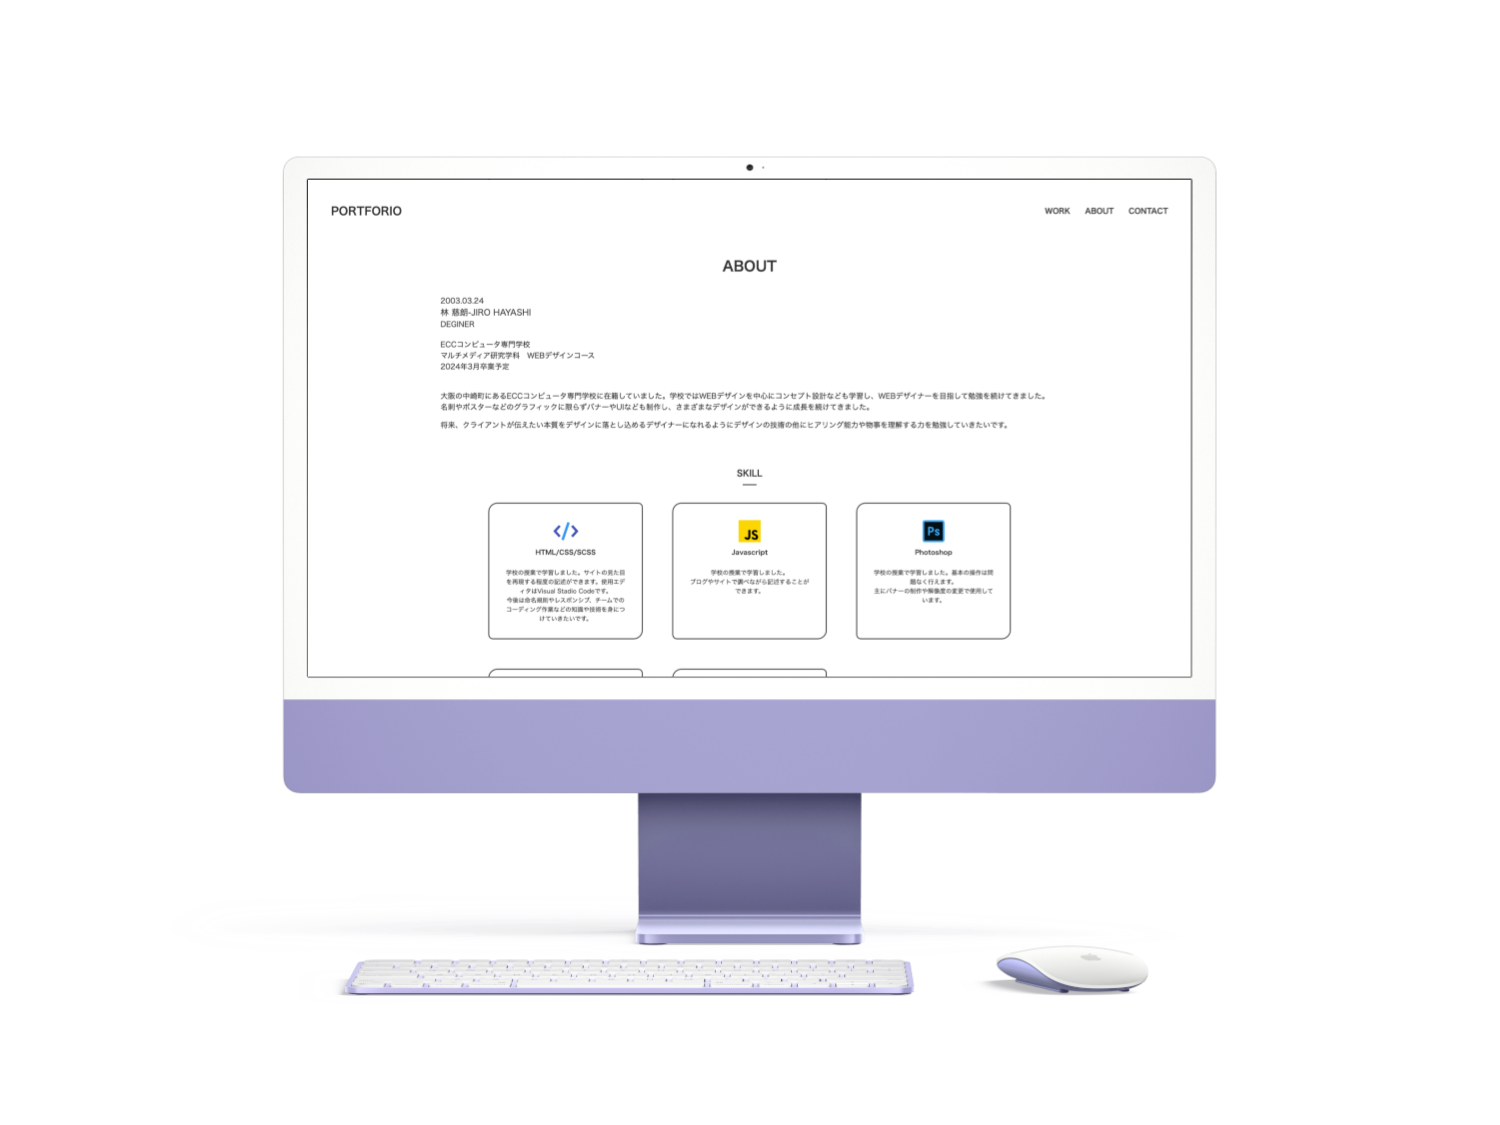 PORTFORIO
WORK ABOUT CONTACT
ABOUT
2003.03.24
林 慈朗-JIRO HAYASHI
DEGINER
ECCコンピュータ専門学校
マルチメディア研究学科　WEBデザインコース
2024年3月卒業予定
大阪の中崎町にあるECCコンピュータ専門学校に在籍していました。学校ではWEBデザインを中心にコンセプト設計なども学習し、WEBデザイナーを目指して勉強を続けてきました。
名刺やポスターなどのグラフィックに限らずバナーやUIなども制作し、さまざまなデザインができるように成長を続けてきました。
将来、クライアントが伝えたい本質をデザインに落とし込めるデザイナーになれるようにデザインの技術の他にヒアリング能力や物事を理解する力を勉強していきたいです。
SKILL
HTML/CSS/SCSS
学校の授業で学習しました。サイトの見た目
を再現する程度の記述ができます。使用エデ
ィタはVisual Stadio Codeです。
今後は命名規則やレスポンシブ、チームでの
コーディング作業などの知識や技術を身につ
けていきたいです。
JS
Javascript
学校の授業で学習しました。
ブログやサイトで調べながら記述することが
できます。
Ps
Photoshop
学校の授業で学習しました。基本の操作は問
題なく行えます。
主にバナーの制作や解像度の変更で使用して
います。